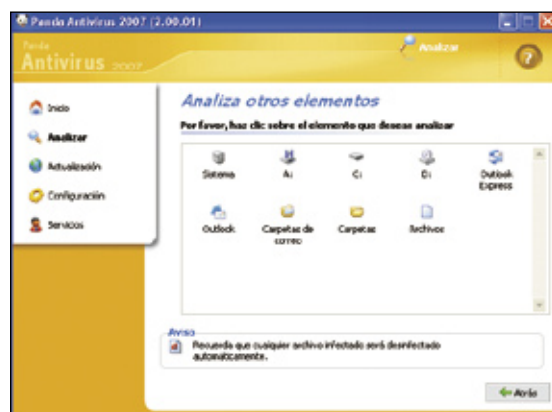 Panda Antivirus 2007 (2.00.01)
Panda
Antivirus 2007
Analizar
?
Inicio
Analizar
Actualización
Configuración
Servicios
Analiza otros elementos
Por favor, haz clic sobre el elemento que deseas analizar
Sistema
A:
C:
D:
Outlook
Express
Outlook
Carpetas de
correo
Carpetas
Archivos
Aviso
Recuerda que cualquier archivo infectado será desinfectado
automáticamente.
Atrás